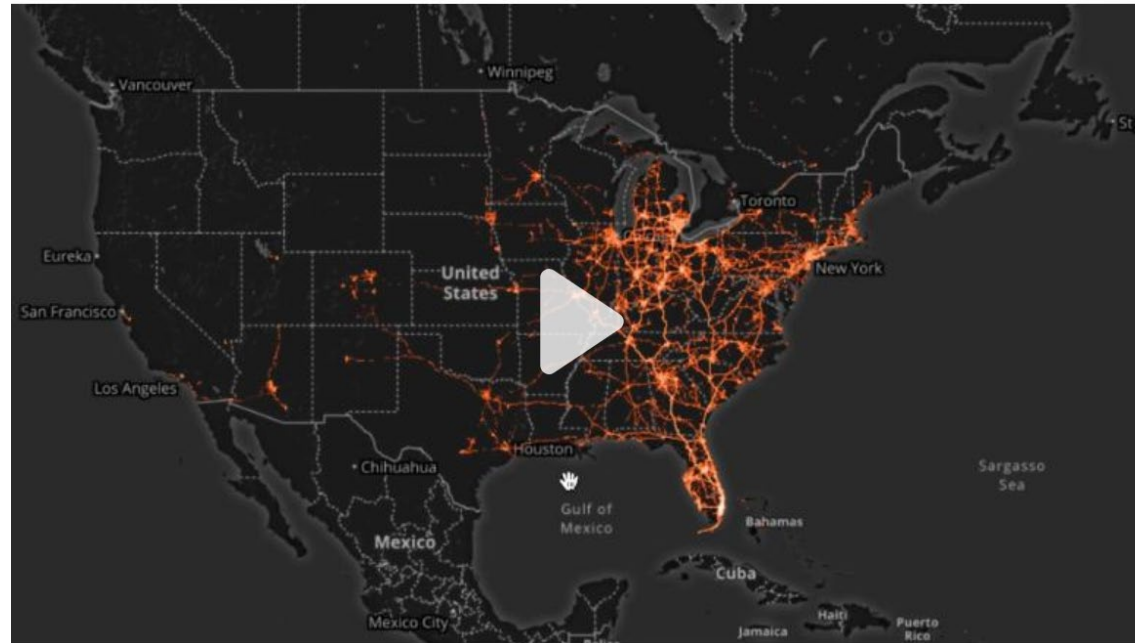 Vancouver
Winnipeg
St
Toronto
Eureka
New York
United
States
San Francisco
Los Angeles
Houston
Chihuahua
Sargasso
Sea
Gulf of
Mexico
Bahamas
Mexico
Cuba
Haiti
Mexico City
Puerto
Rico
Jamaica